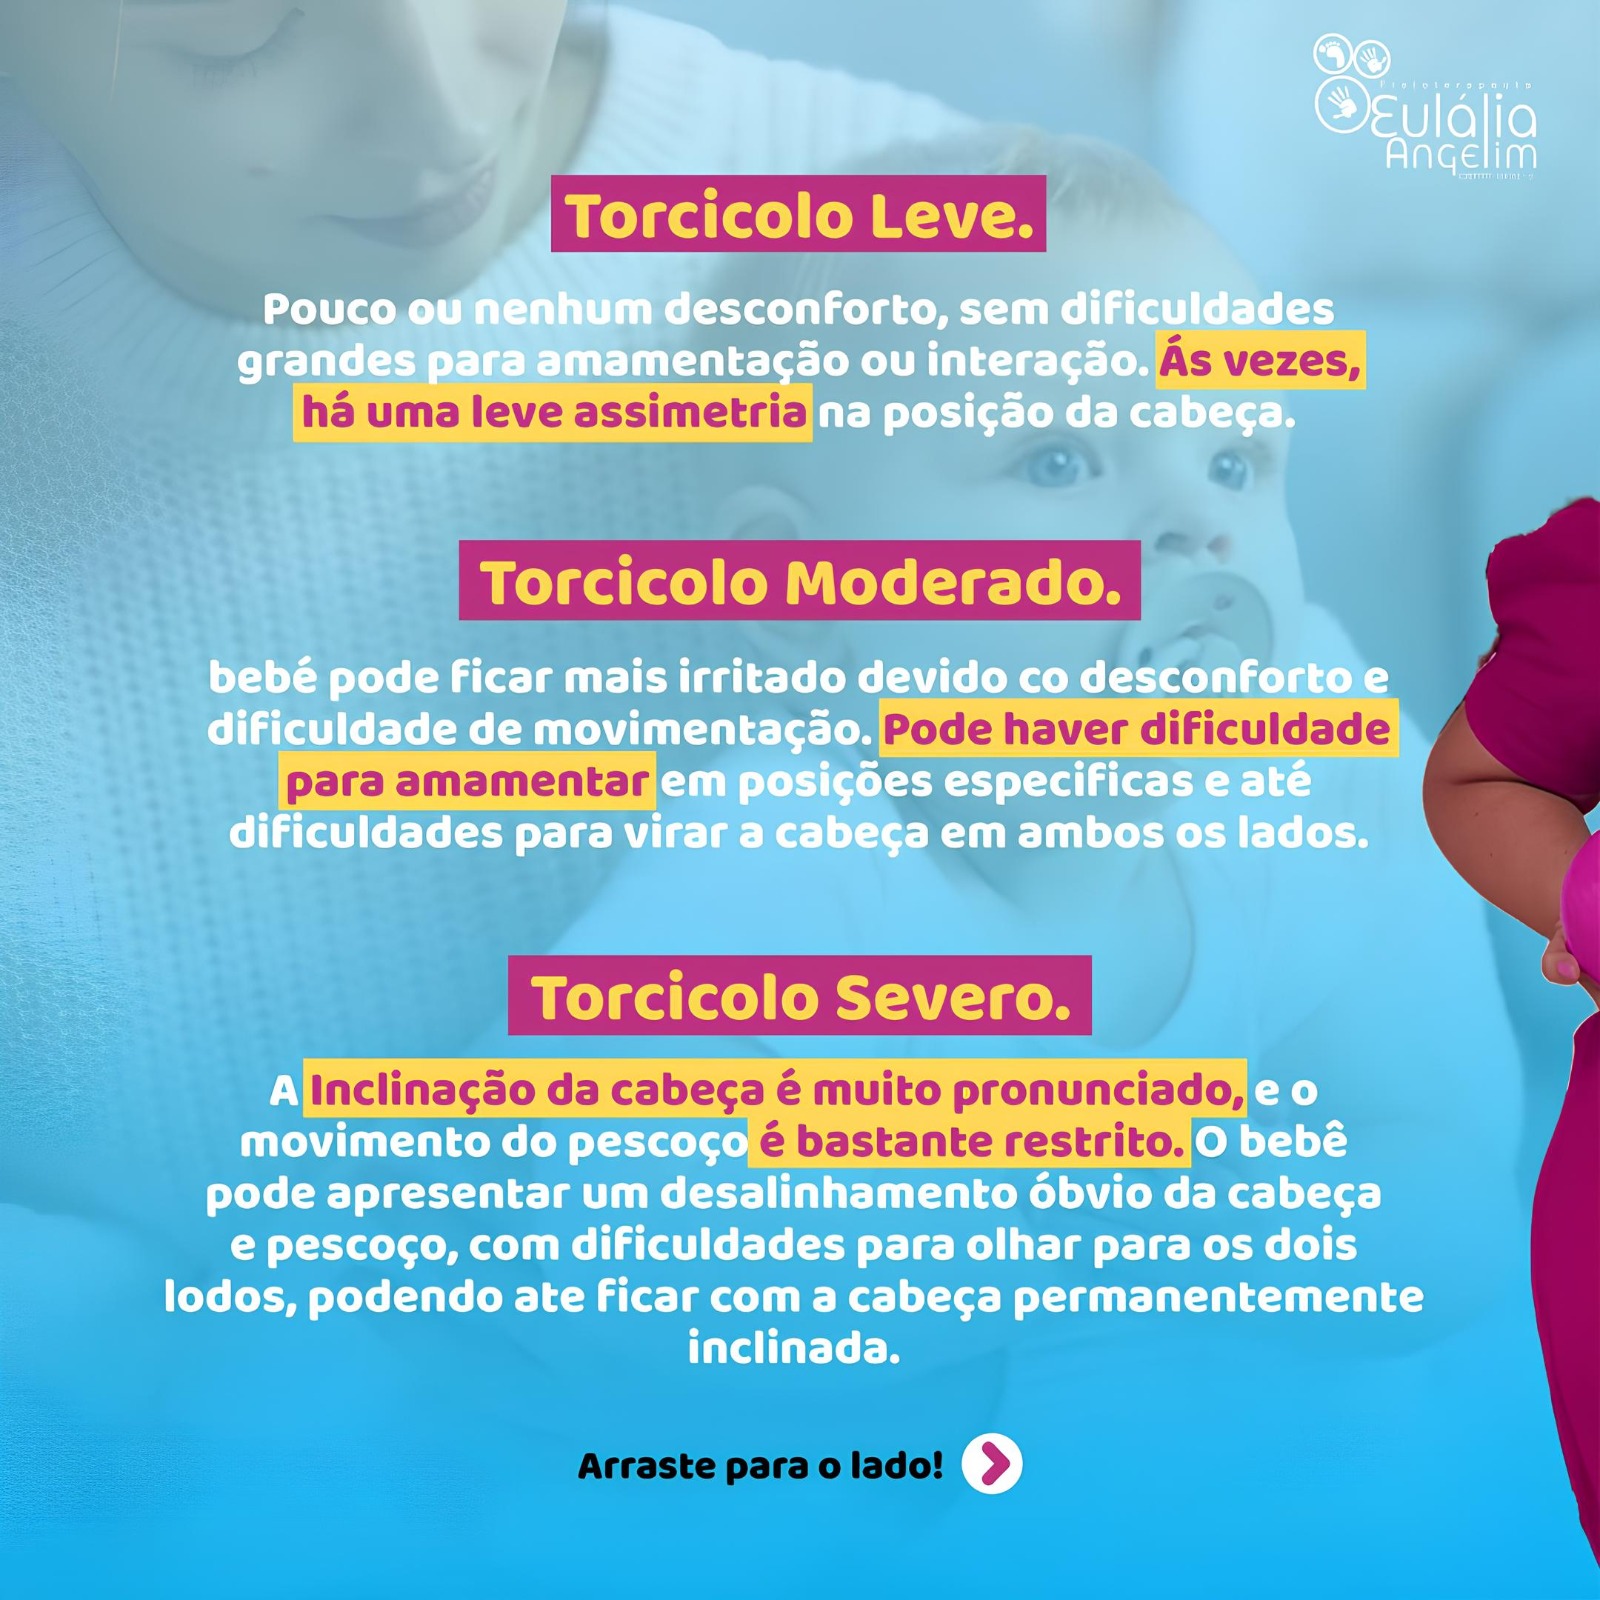 Fisioterapeuta
Eulália
Angelim
Torcicolo Leve.
Pouco ou nenhum desconforto, sem dificuldades
grandes para amamentação ou interação. Ás vezes,
há uma leve assimetria na posição da cabeça.
Torcicolo Moderado.
bebé pode ficar mais irritado devido co desconforto e
dificuldade de movimentação. Pode haver dificuldade
para amamentar em posições especificas e até
dificuldades para virar a cabeça em ambos os lados.
Torcicolo Severo.
A Inclinação da cabeça é muito pronunciado, e o
movimento do pescoço é bastante restrito. O bebê
pode apresentar um desalinhamento óbvio da cabeça
e pescoço, com dificuldades para olhar para os dois
lodos, podendo ate ficar com a cabeça permanentemente
inclinada.
Arraste para o lado!